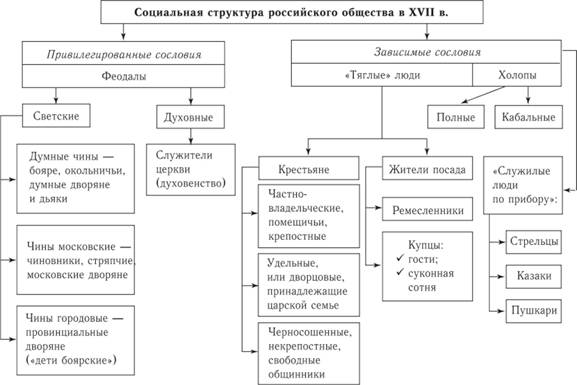 Социальная структура российского общества в XVII в.
Привилегированные сословия
Феодалы
Светские
Духовные
Думные чины —
бояре, окольничьи,
думные дворяне
и дьяки
Служители
церкви
(духовенство)
Чины московские —
чиновники, стряпчие,
московские дворяне
Чины городовые —
провинциальные
дворяне
(«дети боярские»)
Зависимые сословия
«Тяглые» люди
Холопы
Полные
Кабальные
Крестьяне
Жители посада
Частно-
владельческие,
помещичьи,
крепостные
Удельные,
или дворцовые,
принадлежащие
царской семье
Черносошенные,
некрепостные,
свободные
общинники
Ремесленники
Купцы:
✓ гости;
✓ суконная
сотня
«Служилые
люди
по прибору»:
Стрельцы
Казаки
Пушкари